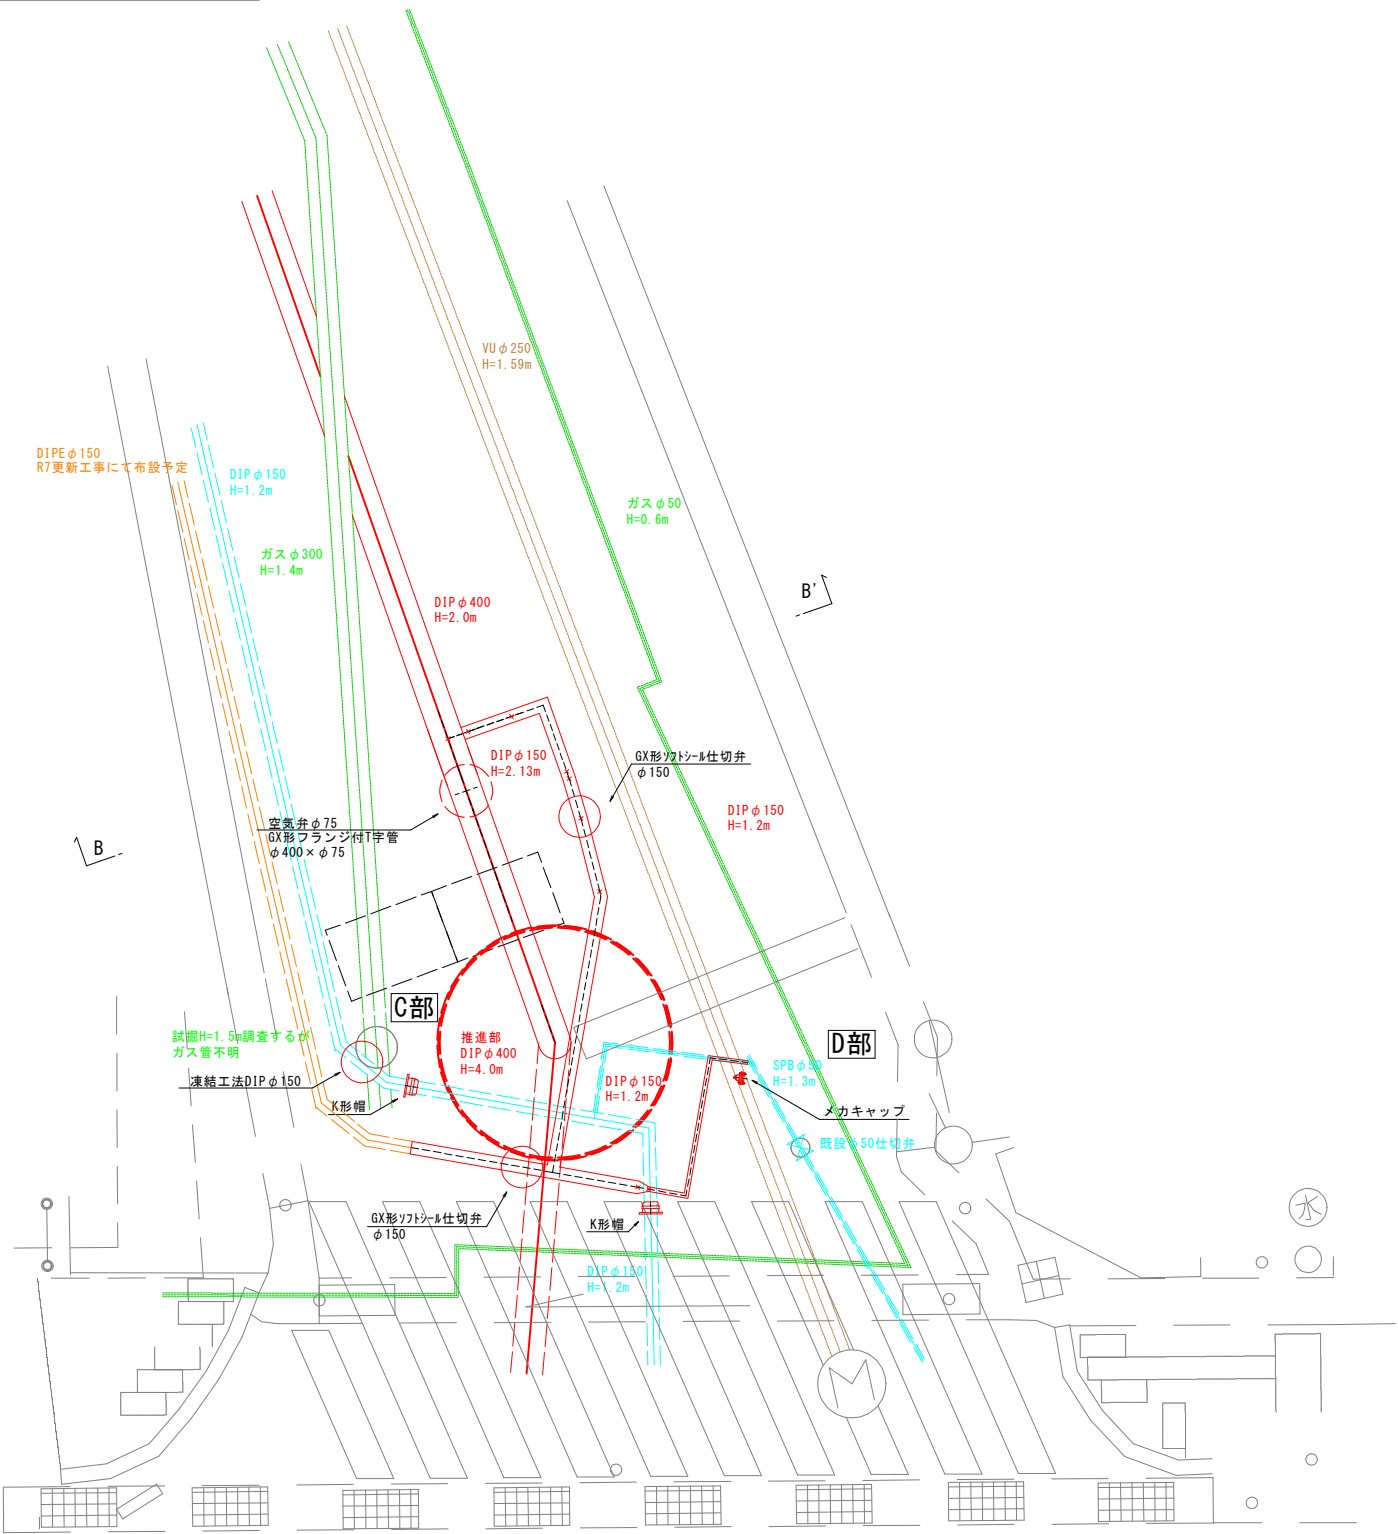 VUφ250
H=1.59m
DIPEφ150
R7更新工事にて布設予定
DIPφ150
H=1.2m
ガスφ50
H=0.6m
ガスφ300
H=1.4m
B'
DIPφ400
H=2.0m
DIPφ150
H=2.13m
GX形ソフトシール仕切弁
φ150
DIPφ150
H=1.2m
空気弁φ75
GX形フランジ付T字管
φ400×φ75
B
C部
試掘H=1.5m調査するが
ガス管不明
推進部
DIPφ400
H=4.0m
D部
凍結工法DIPφ150
DIPφ150
H=1.2m
SPBφ50
H=1.3m
K形帽
メカキャップ
既設φ50仕切弁
GX形ソフトシール仕切弁
φ150
K形帽
水
DIPφ150
H=1.2m
M